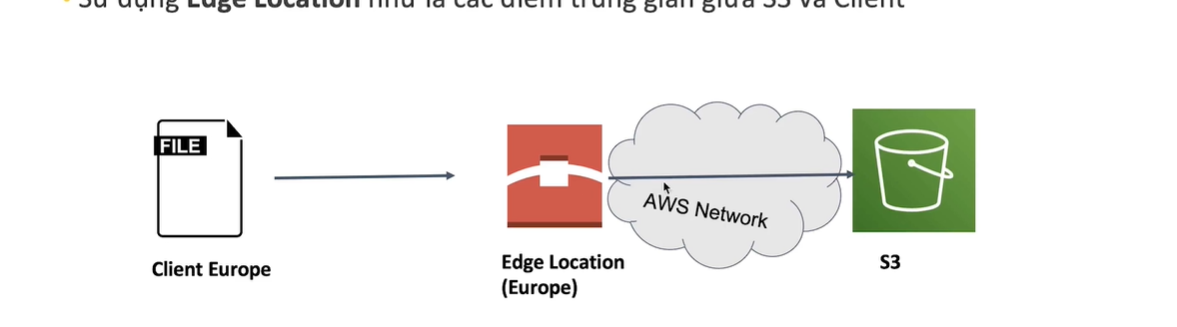 • Sử dụng Edge Location như là các điểm trung gian giữa S3 và Client
FILE
AWS Network
Client Europe
Edge Location
(Europe)
S3